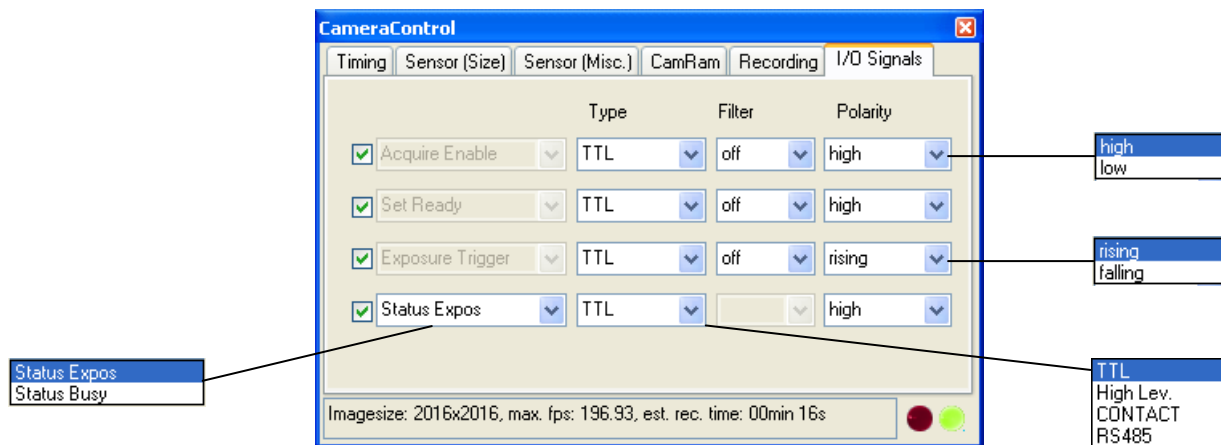 CameraControl
Timing Sensor (Size) Sensor (Misc.) CamRam Recording I/O Signals
Type Filter Polarity
Acquire Enable TTL off high
high
low
Set Ready TTL off high
Exposure Trigger TTL off rising
rising
falling
Status Expos TTL high
Status Expos
Status Busy
TTL
High Lev.
CONTACT
RS485
Imagesize: 2016x2016, max. fps: 196.93, est. rec. time: 00min 16s